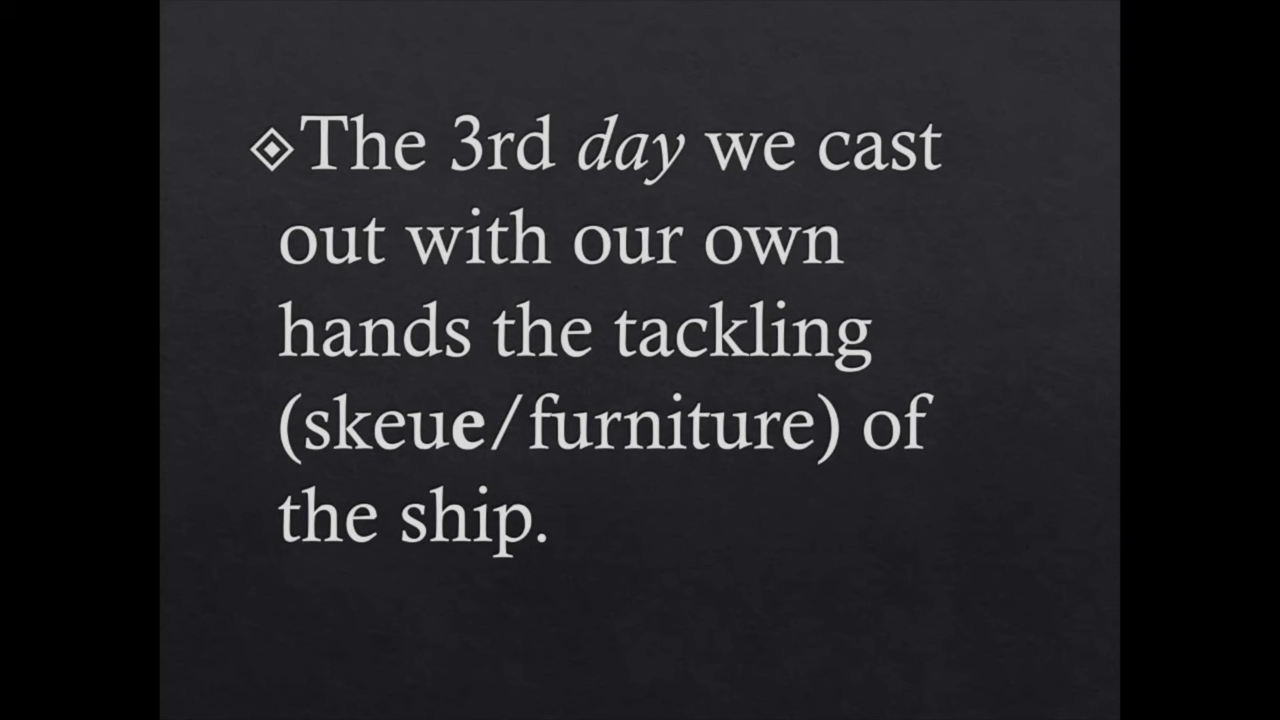 The 3rd day we cast
out with our own
hands the tackling
(skeue/furniture) of
the ship.